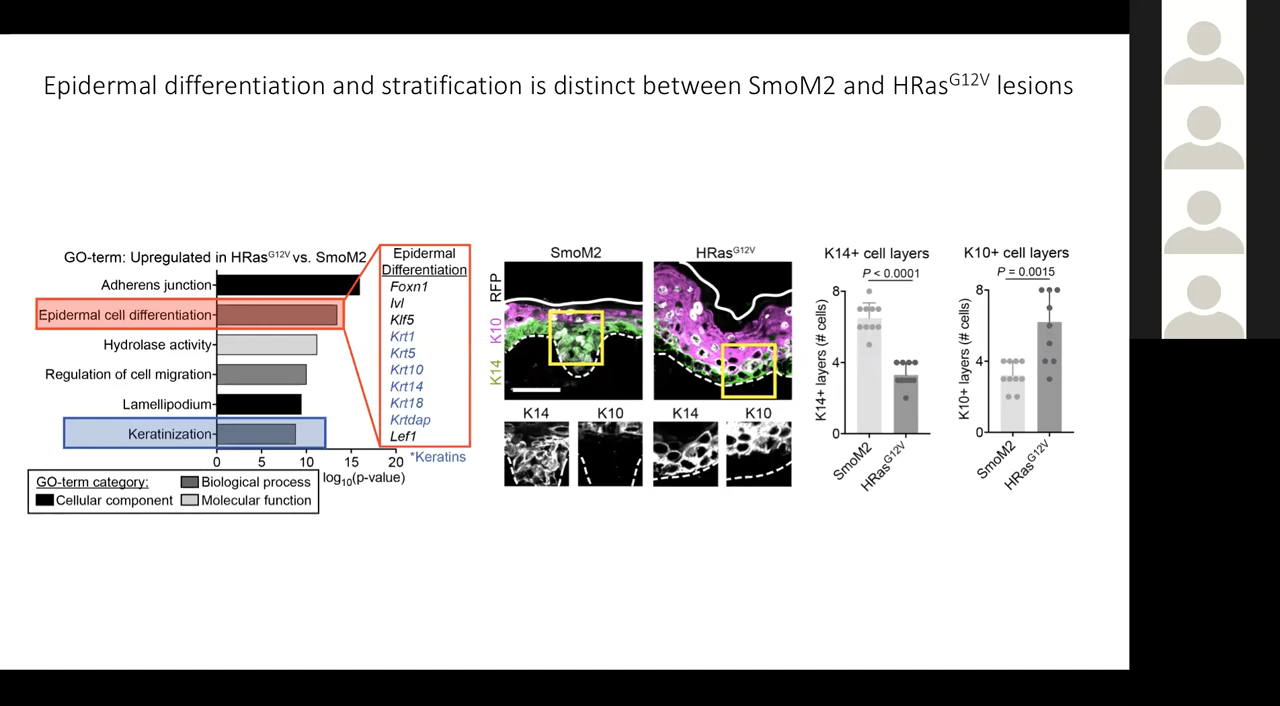 Epidermal differentiation and stratification is distinct between SmoM2 and HRasG12V lesions
GO-term: Upregulated in HRasG12V vs. SmoM2
Adherens junction
Epidermal cell differentiation
Hydrolase activity
Regulation of cell migration
Lamellipodium
Keratinization
0 5 10 15 20
log10(p-value)
GO-term category:
Biological process
Cellular component
Molecular function
Epidermal
Differentiation
Foxn1
Ivl
Klf5
Krt1
Krt5
Krt10
Krt14
Krt18
Krtdap
Lef1
*Keratins
SmoM2
HRasG12V
K14 K10 RFP
K14
K10
K14
K10
K14+ cell layers
P < 0.0001
K14+ layers (# cells)
8
4
0
SmoM2
HRasG12V
K10+ cell layers
P = 0.0015
K10+ layers (# cells)
8
4
0
SmoM2
HRasG12V